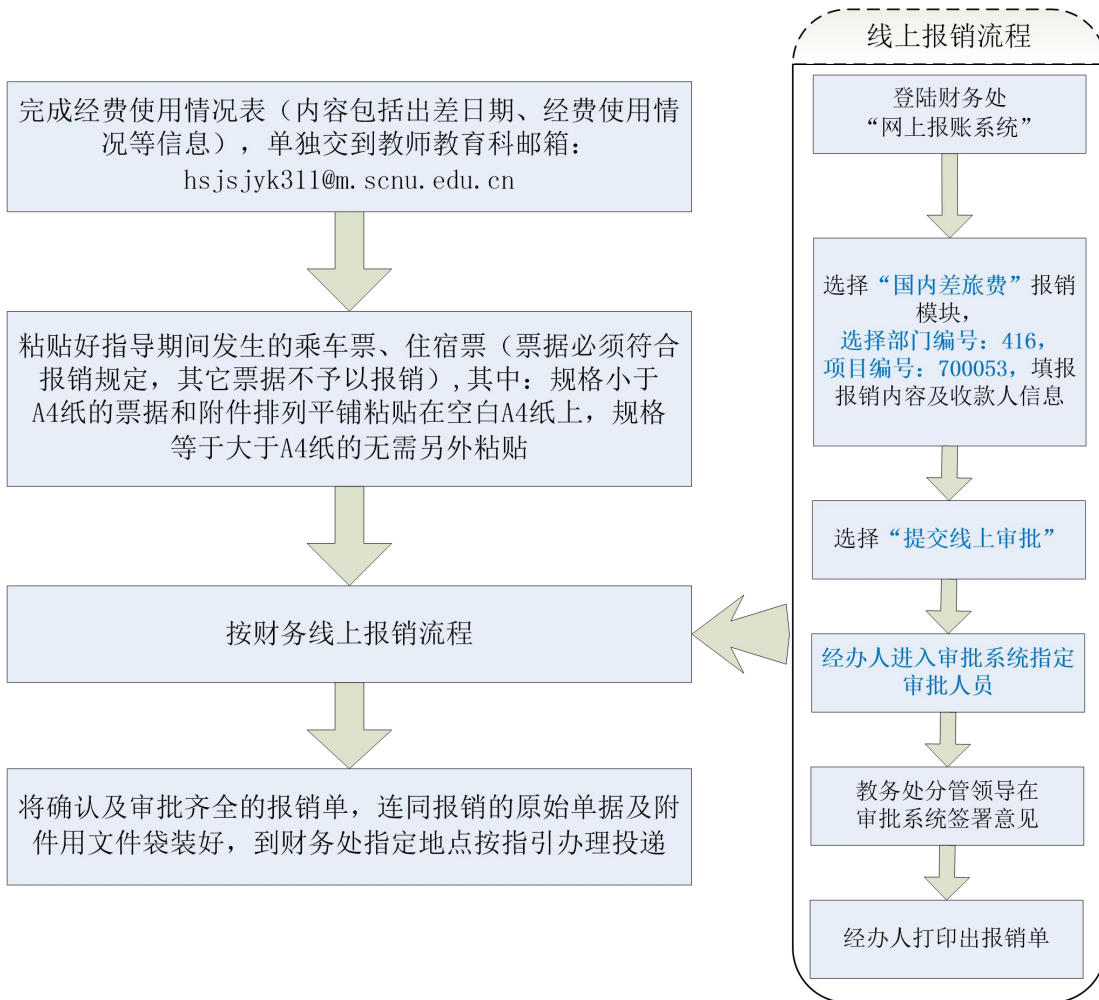 完成经费使用情况表（内容包括出差日期、经费使用情
况等信息），单独交到教师教育科邮箱：
hsjsjyk311@m.scnu.edu.cn
粘贴好指导期间发生的乘车票、住宿票（票据必须符合
报销规定，其它票据不予以报销）,其中：规格小于
A4纸的票据和附件排列平铺粘贴在空白A4纸上，规格
等于大于A4纸的无需另外粘贴
按财务线上报销流程
将确认及审批齐全的报销单，连同报销的原始单据及附
件用文件袋装好，到财务处指定地点按指引办理投递
线上报销流程
登陆财务处
“网上报账系统”
选择“国内差旅费”报销
模块，
选择部门编号：416，
项目编号：700053，填报
报销内容及收款人信息
选择“提交线上审批”
经办人进入审批系统指定
审批人员
教务处分管领导在
审批系统签署意见
经办人打印出报销单